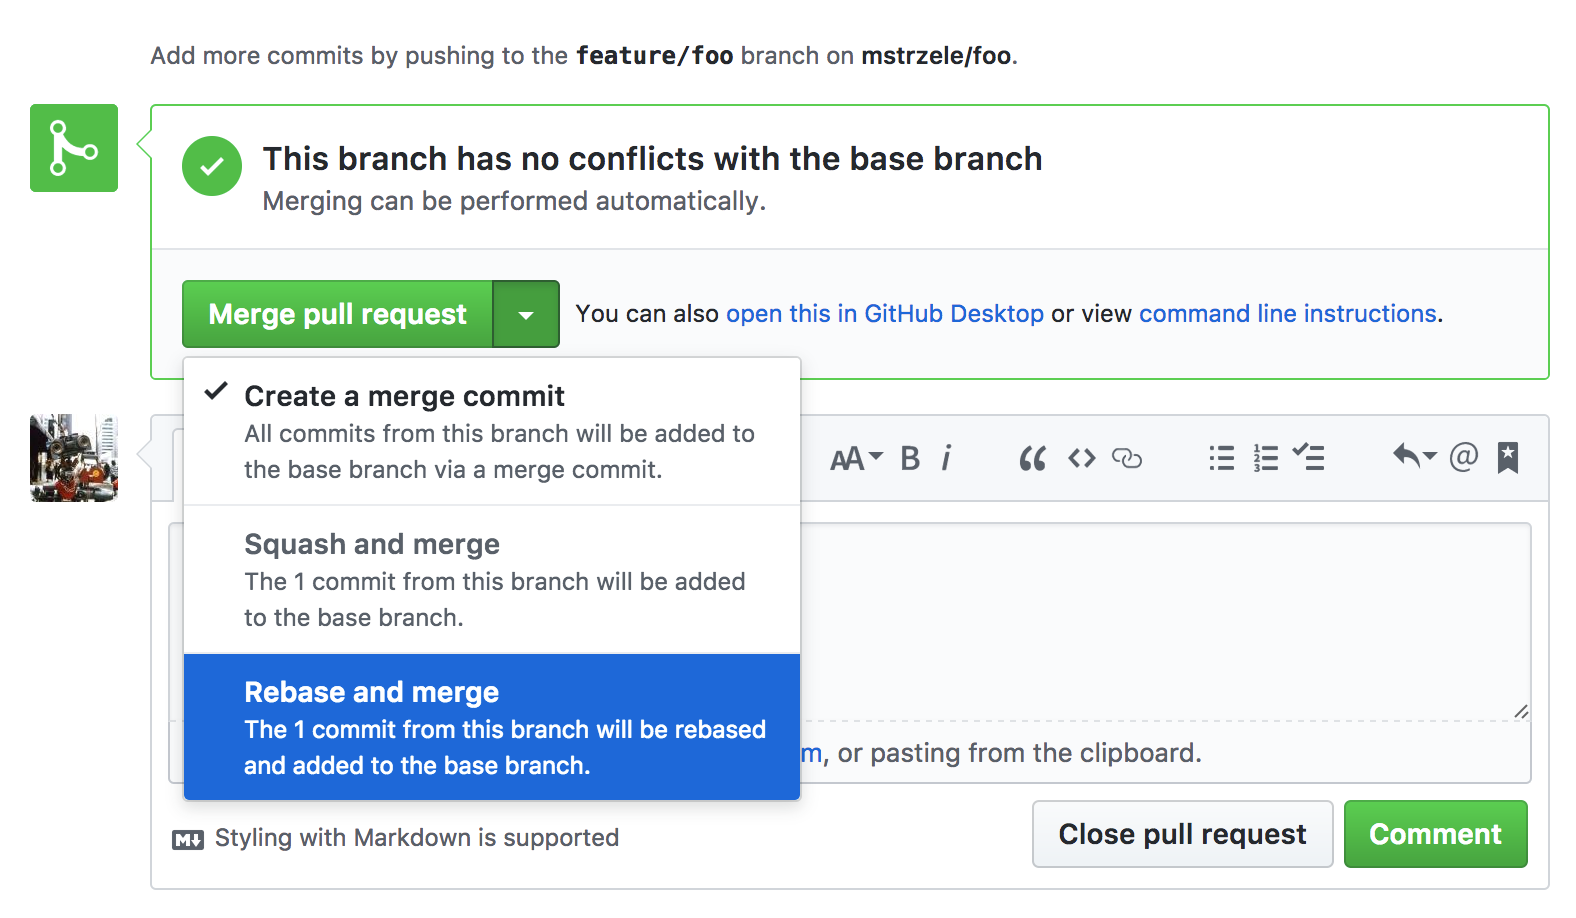 Add more commits by pushing to the feature/foo branch on mstrzele/foo.
This branch has no conflicts with the base branch
Merging can be performed automatically.
Merge pull request
You can also open this in GitHub Desktop or view command line instructions.
Create a merge commit
All commits from this branch will be added to
the base branch via a merge commit.
AA B i “ <> @
Squash and merge
The 1 commit from this branch will be added
to the base branch.
Rebase and merge
The 1 commit from this branch will be rebased
and added to the base branch.
m, or pasting from the clipboard.
M Styling with Markdown is supported
Close pull request
Comment